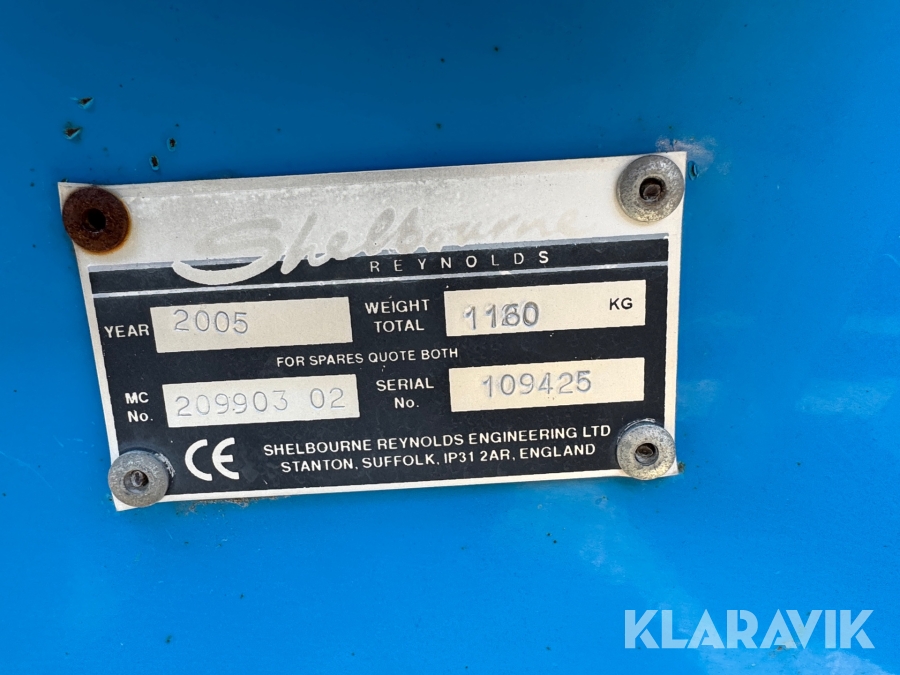 Shelbourne
REYNOLDS
YEAR 2005 WEIGHT TOTAL KG
FOR SPARES QUOTE BOTH
MC No. 209903 02 SERIAL No. 109425
CE SHELBOURNE REYNOLDS ENGINEERING LTD
STANTON, SUFFOLK, IP31 2AR, ENGLAND
KLARAVIK